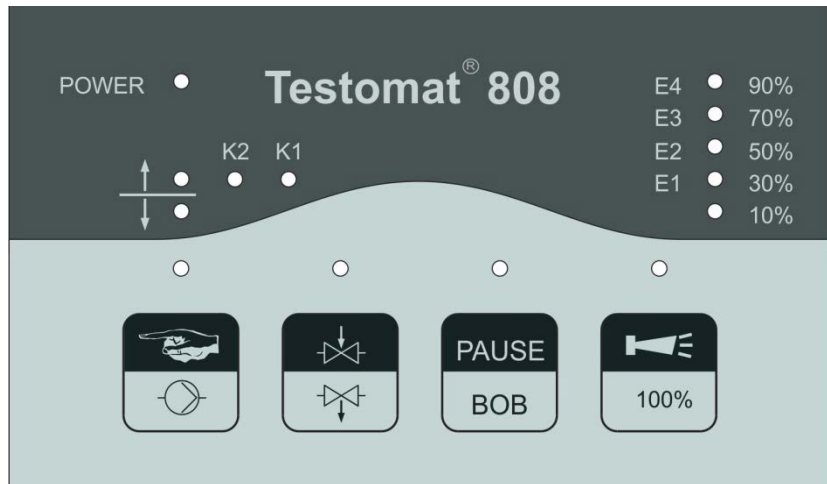 POWER
Testomat® 808
E4 90%
E3 70%
K2 K1
E2 50%
E1 30%
10%
PAUSE
BOB
100%